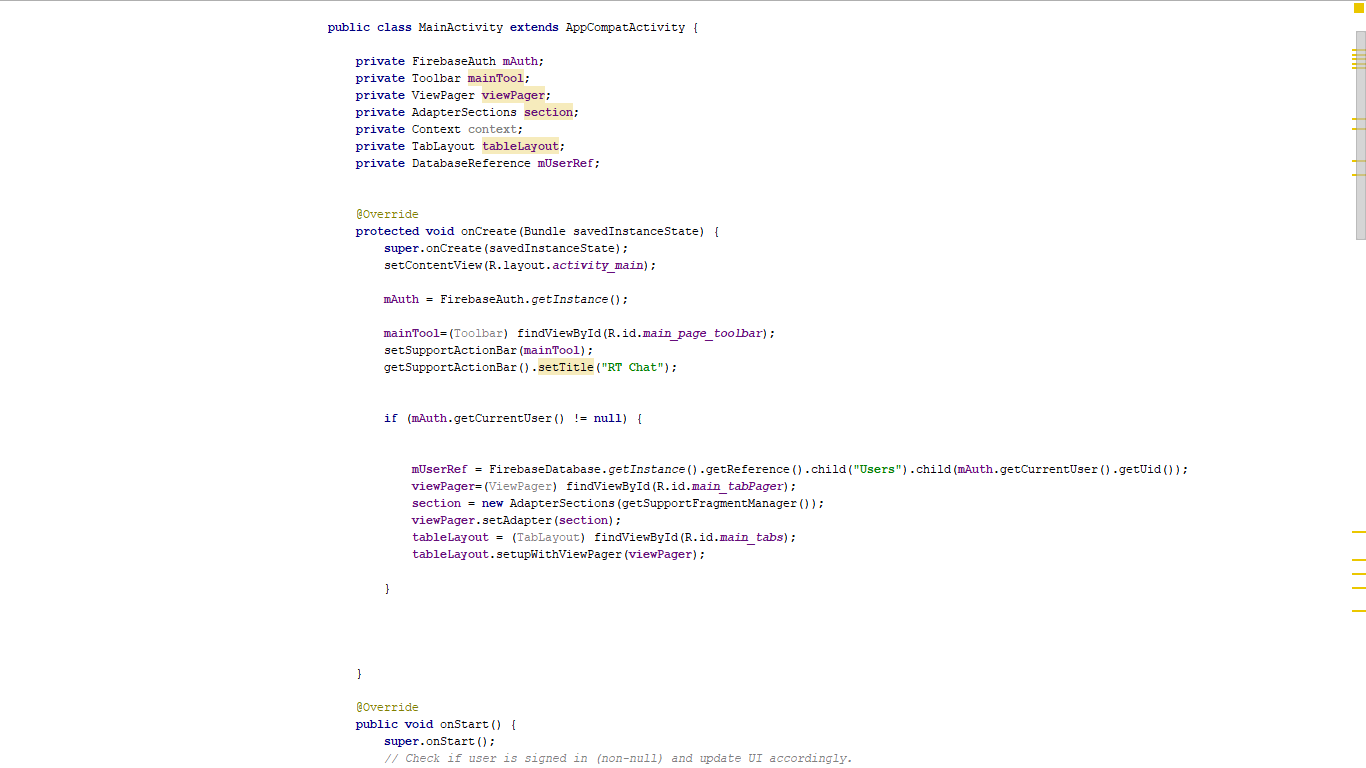 public class MainActivity extends AppCompatActivity {
private FirebaseAuth mAuth;
private Toolbar mainTool;
private ViewPager viewPager;
private AdapterSections section;
private Context context;
private TabLayout tableLayout;
private DatabaseReference mUserRef;
@Override
protected void onCreate(Bundle savedInstanceState) {
super.onCreate(savedInstanceState);
setContentView(R.layout.activity_main);
mAuth = FirebaseAuth.getInstance();
mainTool=(Toolbar) findViewById(R.id.main_page_toolbar);
setSupportActionBar(mainTool);
getSupportActionBar().setTitle("RT Chat");
if (mAuth.getCurrentUser() != null) {
mUserRef = FirebaseDatabase.getInstance().getReference().child("Users").child(mAuth.getCurrentUser().getUid());
viewPager=(ViewPager) findViewById(R.id.main_tabPager);
section = new AdapterSections(getSupportFragmentManager());
viewPager.setAdapter(section);
tableLayout = (TabLayout) findViewById(R.id.main_tabs);
tableLayout.setupWithViewPager(viewPager);
}
}
@Override
public void onStart() {
super.onStart();
// Check if user is signed in (non-null) and update UI accordingly.